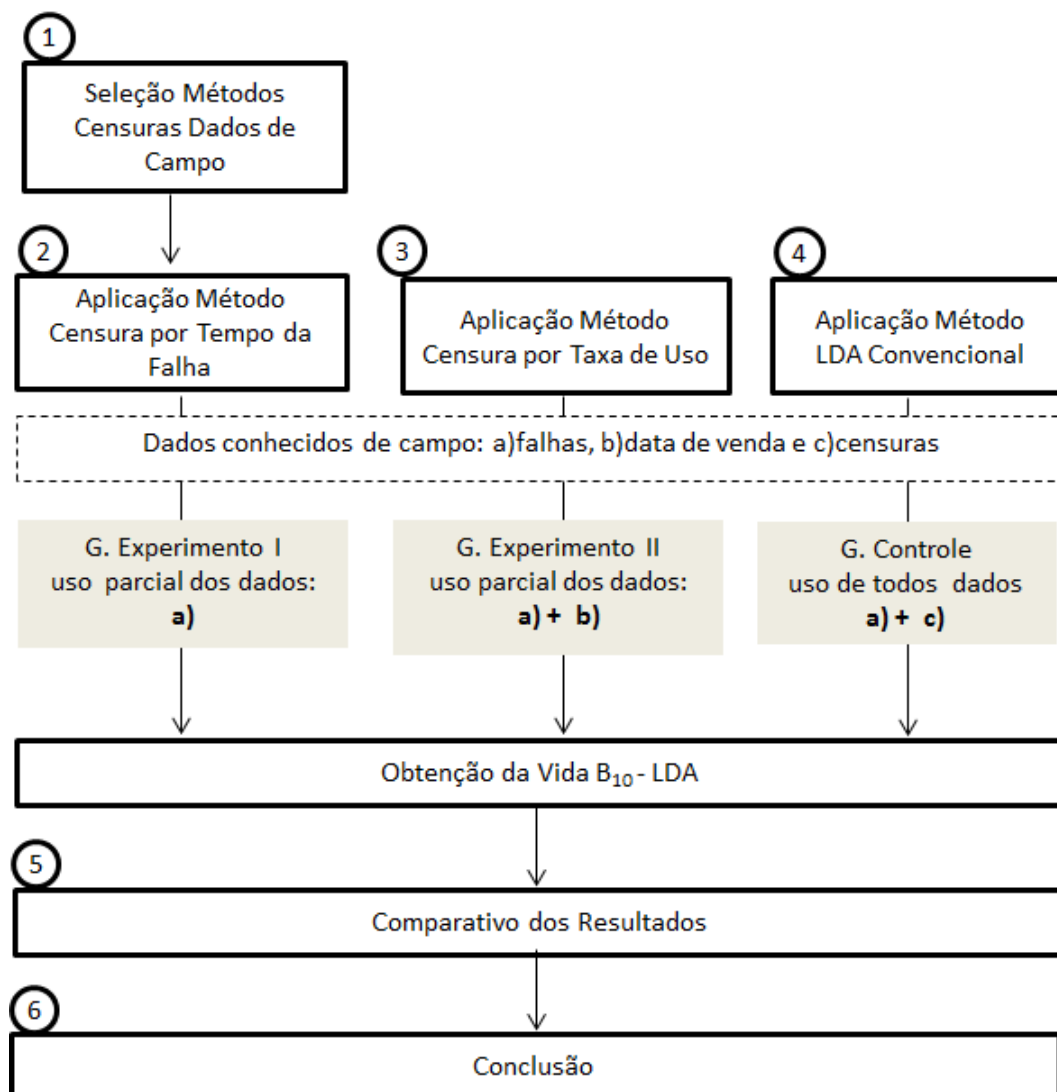 1
Seleção Métodos
Censuras Dados de
Campo
2
Aplicação Método
Censura por Tempo da
Falha
3
Aplicação Método
Censura por Taxa de Uso
4
Aplicação Método
LDA Convencional
Dados conhecidos de campo: a)falhas, b)data de venda e c)censuras
G. Experimento I
uso parcial dos dados:
a)
G. Experimento II
uso parcial dos dados:
a) + b)
G. Controle
uso de todos dados
a) + c)
Obtenção da Vida B₁₀ - LDA
5
Comparativo dos Resultados
6
Conclusão